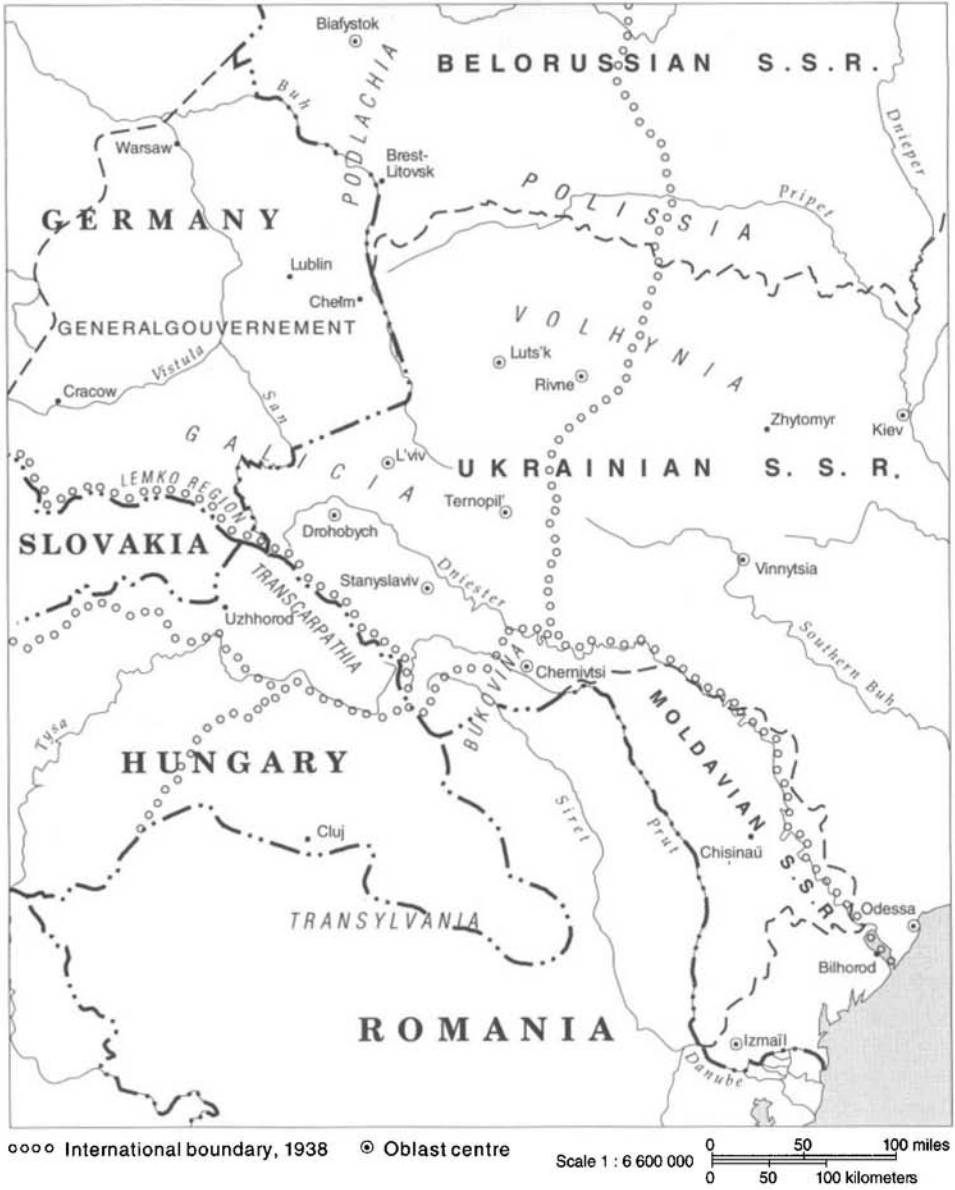 Białystok
PODLACHIA
BELORUSSIAN S.S.R.
Buh
Dnieper
Warsaw
Brest-
Litovsk
POLISSIA
Pripet
GERMANY
Lublin
Chełm
GENERALGOUVERNEMENT
VOLHYNIA
Luts'k
Rivne
Vistula
Cracow
San
Zhytomyr
Kiev
GALICIA
L'viv
UKRAINIAN S.S.R.
LEMKO REGION
Ternopil'
Drohobych
SLOVAKIA
Stanyslaviv
Dniester
Vinnytsia
TRANSCARPATHIA
Uzhhorod
Southern Buh
Chernivtsi
BUKOVINA
MOLDAVIAN S.S.R.
Tysa
HUNGARY
Siret
Prut
Cluj
Chisinaŭ
TRANSYLVANIA
Odessa
Bilhorod
ROMANIA
Izmaïl
Danube
International boundary, 1938
Oblast centre
Scale 1 : 6 600 000
0 50 100 miles
0 50 100 kilometers